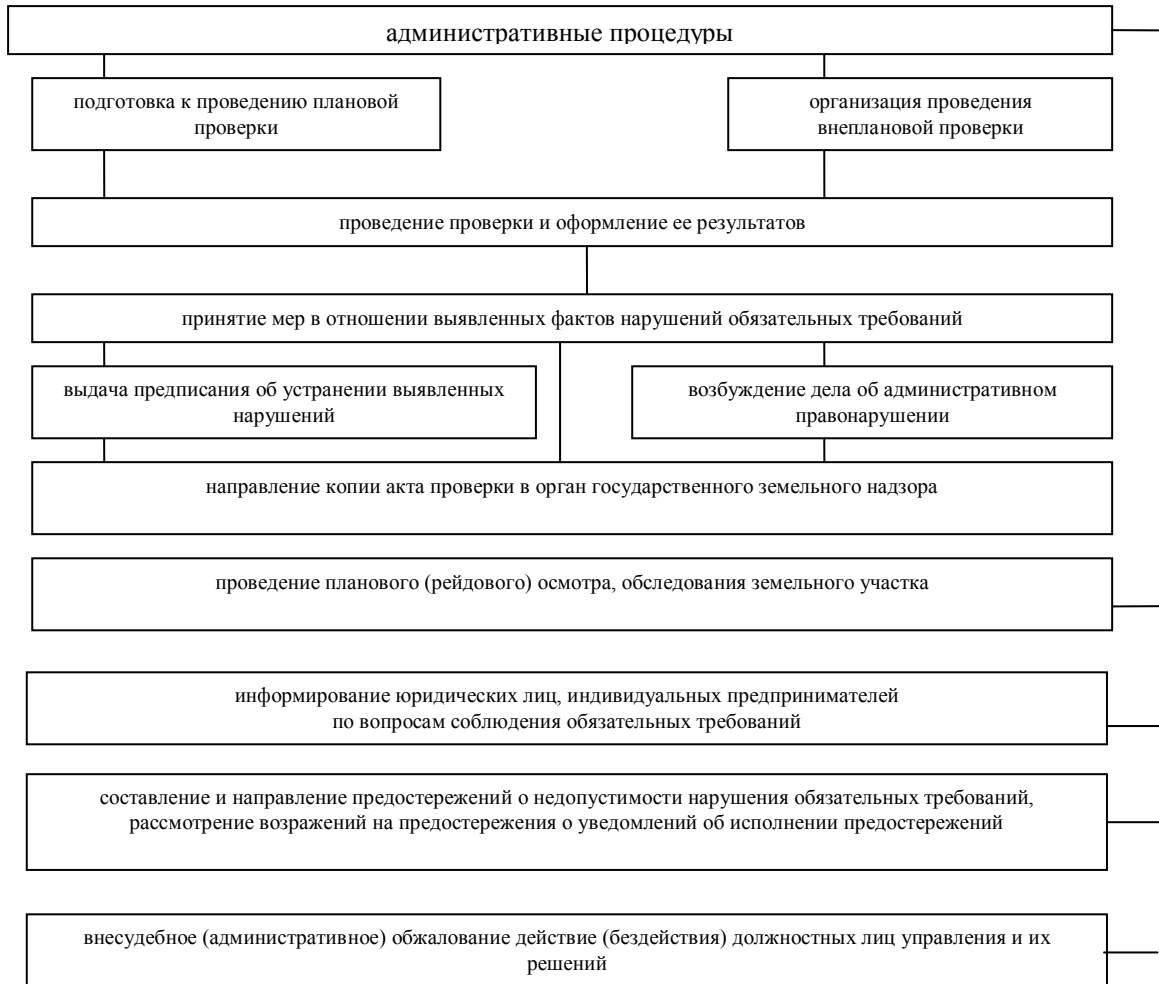 административные процедуры
подготовка к проведению плановой
проверки
организация проведения
внеплановой проверки
проведение проверки и оформление ее результатов
принятие мер в отношении выявленных фактов нарушений обязательных требований
выдача предписания об устранении выявленных
нарушений
возбуждение дела об административном
правонарушении
направление копии акта проверки в орган государственного земельного надзора
проведение планового (рейдового) осмотра, обследования земельного участка
информирование юридических лиц, индивидуальных предпринимателей
по вопросам соблюдения обязательных требований
составление и направление предостережений о недопустимости нарушения обязательных требований,
рассмотрение возражений на предостережения о уведомлений об исполнении предостережений
внесудебное (административное) обжалование действие (бездействия) должностных лиц управления и их
решений